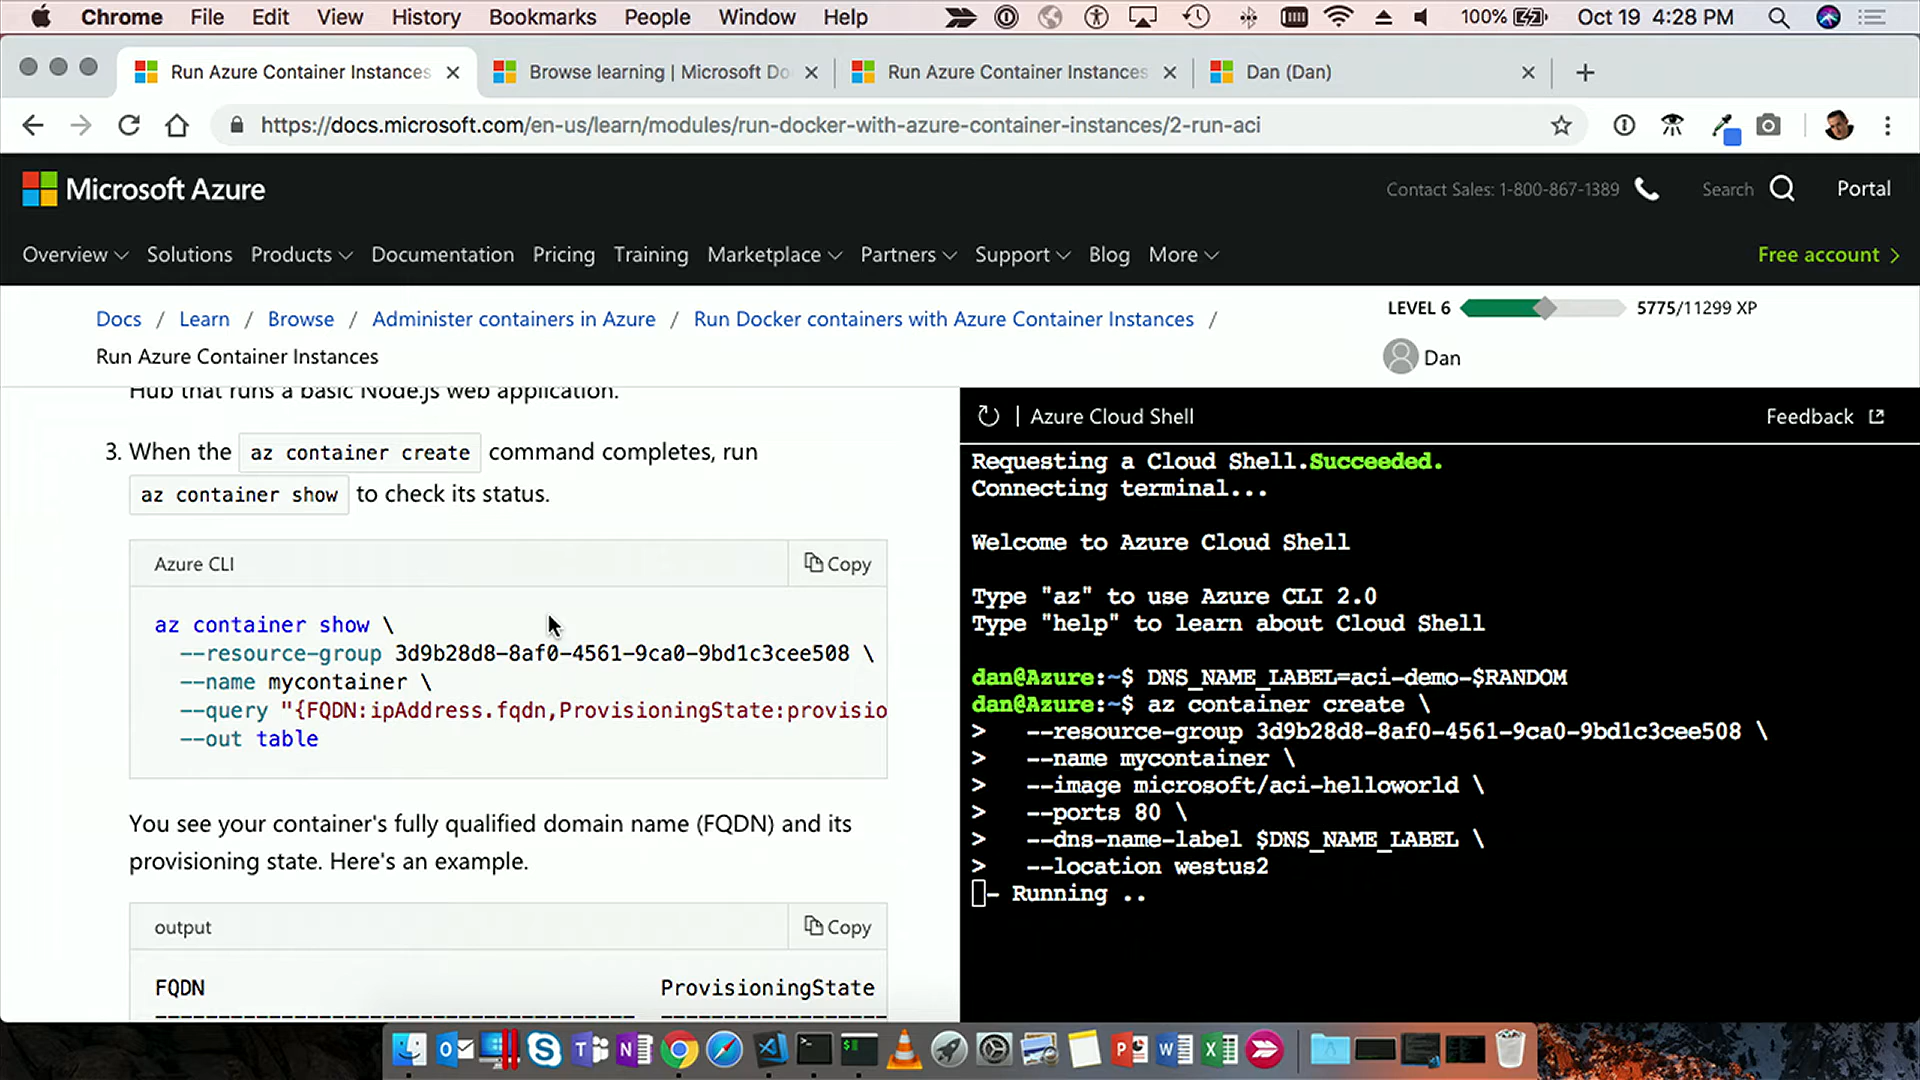 Chrome File Edit View History Bookmarks People Window Help 100% Oct 19 4:28 PM
Run Azure Container Instances
Browse learning | Microsoft Do
Run Azure Container Instances
Dan (Dan)
https://docs.microsoft.com/en-us/learn/modules/run-docker-with-azure-container-instances/2-run-aci
Microsoft Azure
Contact Sales: 1-800-867-1389
Search
Portal
Overview Solutions Products Documentation Pricing Training Marketplace Partners Support Blog More
Free account
Docs / Learn / Browse / Administer containers in Azure / Run Docker containers with Azure Container Instances /
Run Azure Container Instances
LEVEL 6 5775/11299 XP
Dan
Hub that runs a basic Node.js web application.
3. When the az container create command completes, run
az container show to check its status.
Azure CLI
Copy
az container show \
--resource-group 3d9b28d8-8af0-4561-9ca0-9bd1c3cee508 \
--name mycontainer \
--query "{FQDN:ipAddress.fqdn,ProvisioningState:provisio
--out table
You see your container's fully qualified domain name (FQDN) and its
provisioning state. Here's an example.
output
Copy
FQDN ProvisioningState
Azure Cloud Shell
Feedback
Requesting a Cloud Shell.Succeeded.
Connecting terminal...
Welcome to Azure Cloud Shell
Type "az" to use Azure CLI 2.0
Type "help" to learn about Cloud Shell
dan@Azure:~$ DNS_NAME_LABEL=aci-demo-$RANDOM
dan@Azure:~$ az container create \
> --resource-group 3d9b28d8-8af0-4561-9ca0-9bd1c3cee508 \
> --name mycontainer \
> --image microsoft/aci-helloworld \
> --ports 80 \
> --dns-name-label $DNS_NAME_LABEL \
> --location westus2
- Running ..